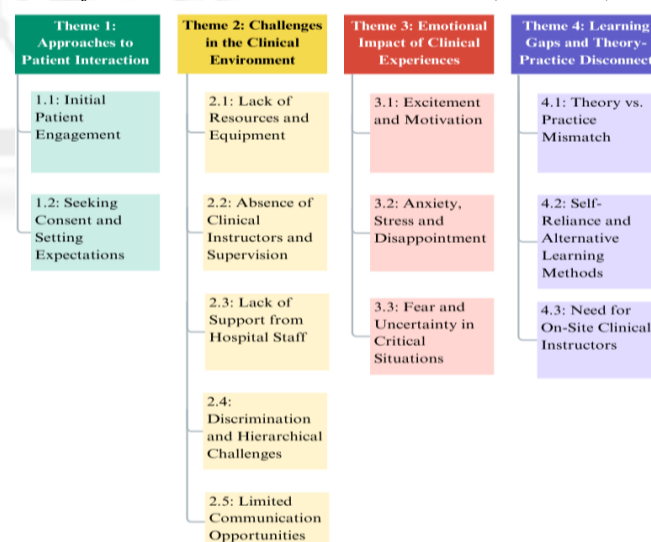 Theme 1:
Approaches to
Patient Interaction
1.1: Initial
Patient
Engagement
1.2: Seeking
Consent and
Setting
Expectations
Theme 2: Challenges
in the Clinical
Environment
2.1: Lack of
Resources and
Equipment
2.2: Absence of
Clinical
Instructors and
Supervision
2.3: Lack of
Support from
Hospital Staff
2.4:
Discrimination
and Hierarchical
Challenges
2.5: Limited
Communication
Opportunities
Theme 3: Emotional
Impact of Clinical
Experiences
3.1: Excitement
and Motivation
3.2: Anxiety,
Stress and
Disappointment
3.3: Fear and
Uncertainty in
Critical
Situations
Theme 4: Learning
Gaps and Theory-
Practice Disconnect
4.1: Theory vs.
Practice
Mismatch
4.2: Self-
Reliance and
Alternative
Learning
Methods
4.3: Need for
On-Site Clinical
Instructors